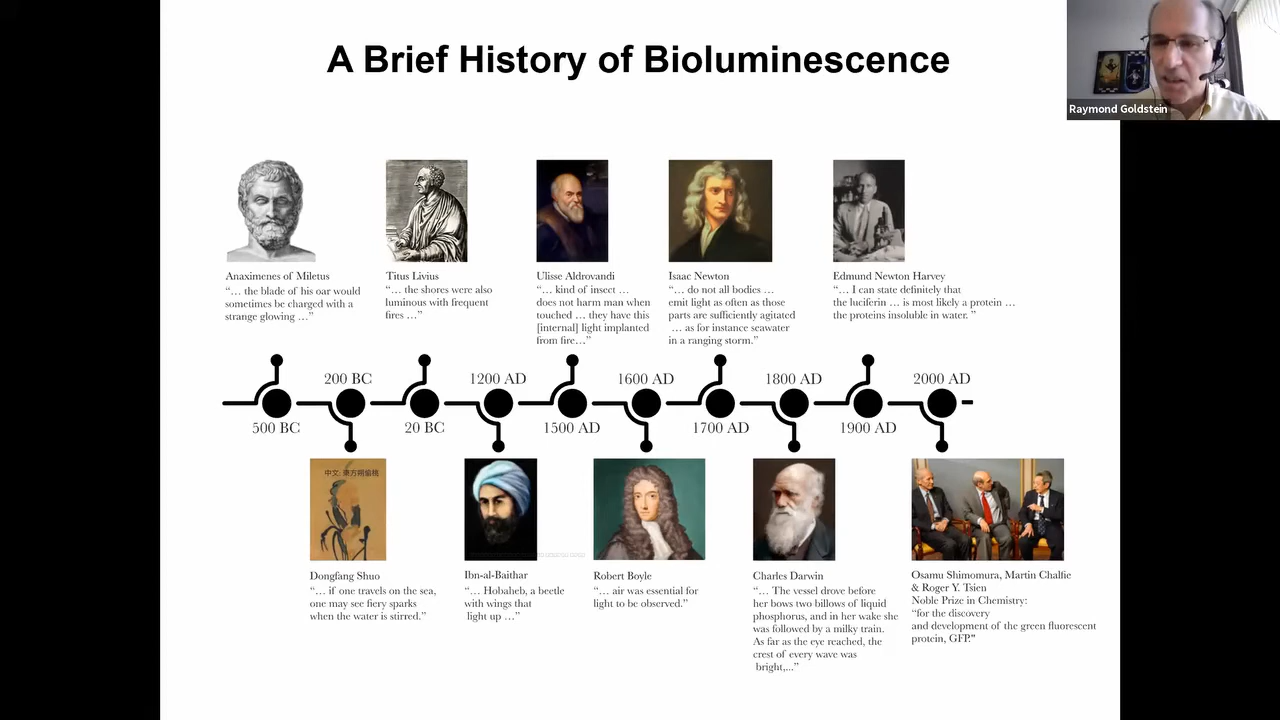 A Brief History of Bioluminescence
Raymond Goldstein
Anaximenes of Miletus
“… the blade of his oar would
sometimes be charged with a
strange glowing …”
Titus Livius
“… the shores were also
luminous with frequent
fires …”
Ulisse Aldrovandi
“… kind of insect …
does not harm man when
touched … they have this
[internal] light implanted
from fire…”
Isaac Newton
“… do not all bodies …
emit light as often as those
parts are sufficiently agitated
… as for instance seawater
in a ranging storm.”
Edmund Newton Harvey
“… I can state definitely that
the luciferin … is most likely a protein …
the proteins insoluble in water. ”
200 BC
1200 AD
1600 AD
1800 AD
2000 AD
500 BC
20 BC
1500 AD
1700 AD
1900 AD
中文: 東方朔偷桃
Dongfang Shuo
“… if one travels on the sea,
one may see fiery sparks
when the water is stirred.”
Ibn-al-Baithar
“… Hobaheb, a beetle
with wings that
light up …”
Robert Boyle
“… air was essential for
light to be observed.”
Charles Darwin
“… The vessel drove before
her bows two billows of liquid
phosphorus, and in her wake she
was followed by a milky train.
As far as the eye reached, the
crest of every wave was
bright,...”
Osamu Shimomura, Martin Chalfie
& Roger Y. Tsien
Noble Prize in Chemistry:
“for the discovery
and development of the green fluorescent
protein, GFP.”